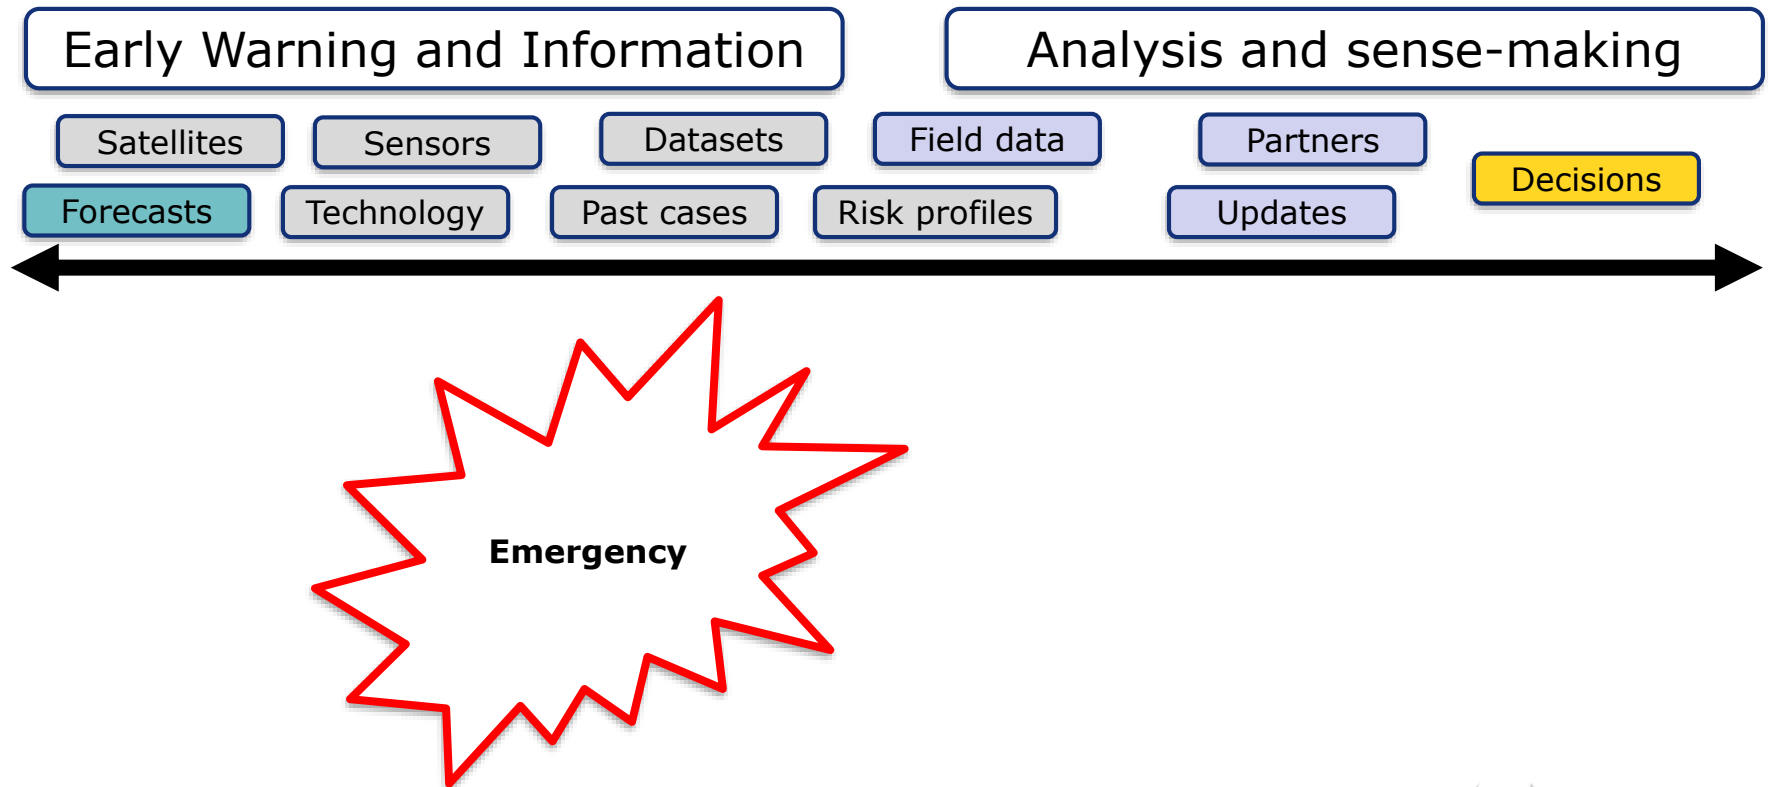 Early Warning and Information
Analysis and sense-making
Satellites
Sensors
Datasets
Field data
Partners
Decisions
Forecasts
Technology
Past cases
Risk profiles
Updates
Emergency